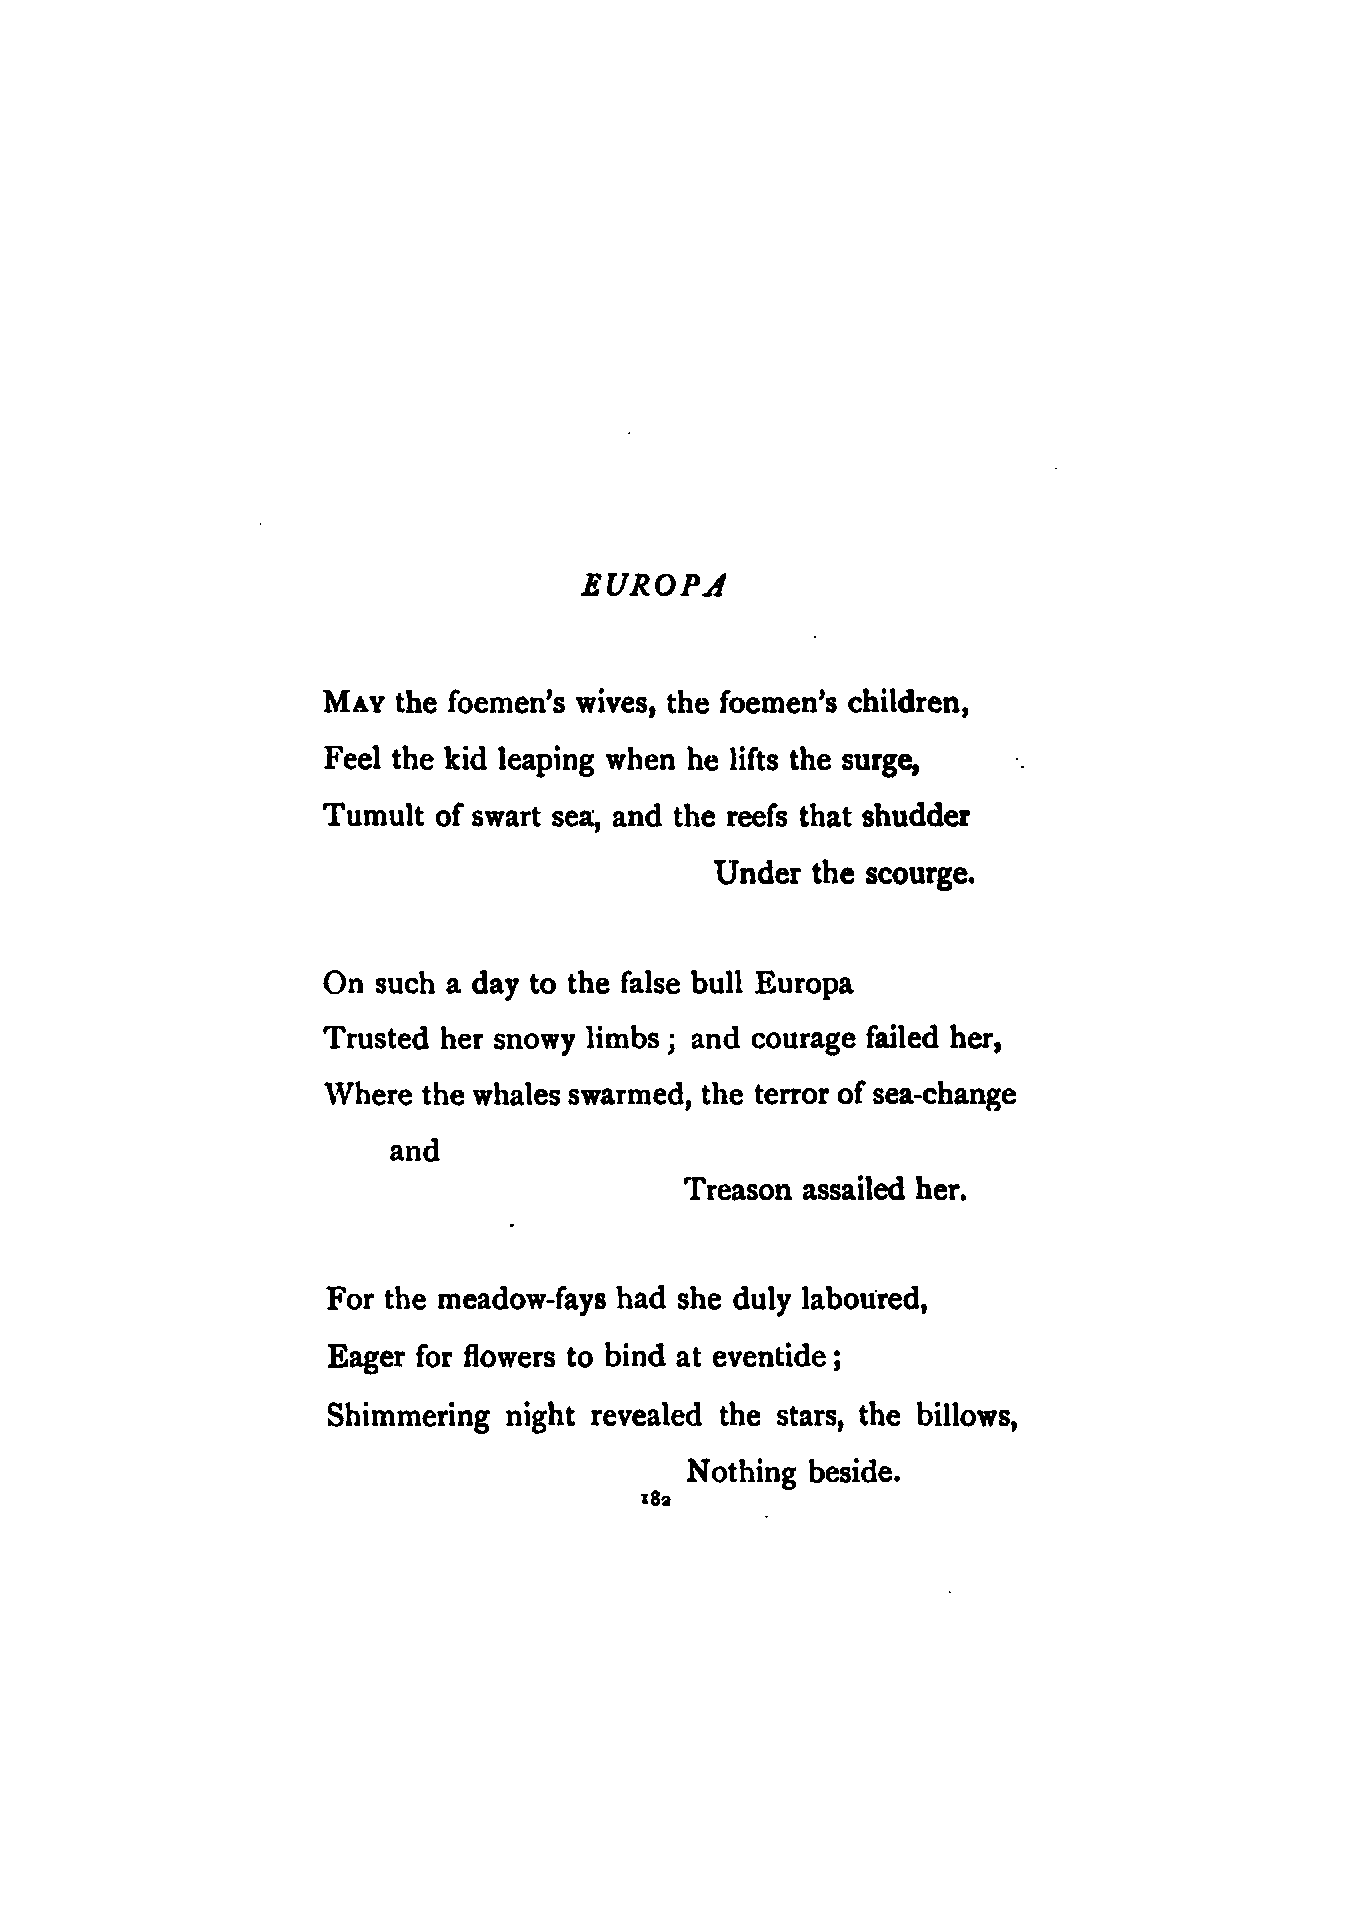 EUROPA
MAY the foemen's wives, the foemen's children,
Feel the kid leaping when he lifts the surge,
Tumult of swart sea, and the reefs that shudder
Under the scourge.
On such a day to the false bull Europa
Trusted her snowy limbs; and courage failed her,
Where the whales swarmed, the terror of sea-change
and
Treason assailed her.
For the meadow-fays had she duly laboured,
Eager for flowers to bind at eventide;
Shimmering night revealed the stars, the billows,
Nothing beside.
182